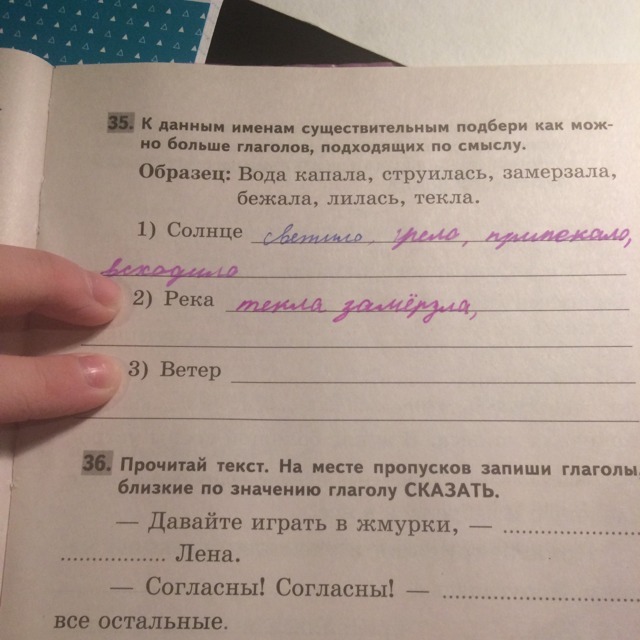 35. К данным именам существительным подбери как мож-
но больше глаголов, подходящих по смыслу.
Образец: Вода капала, струилась, замерзала,
бежала, лилась, текла.
1) Солнце светило, грело, припекало,
всходило
2) Река текла замёрзла,
3) Ветер
36. Прочитай текст. На месте пропусков запиши глаголы,
близкие по значению глаголу СКАЗАТЬ.
— Давайте играть в жмурки, — ..............
................. Лена.
— Согласны! Согласны! — ........................
все остальные.